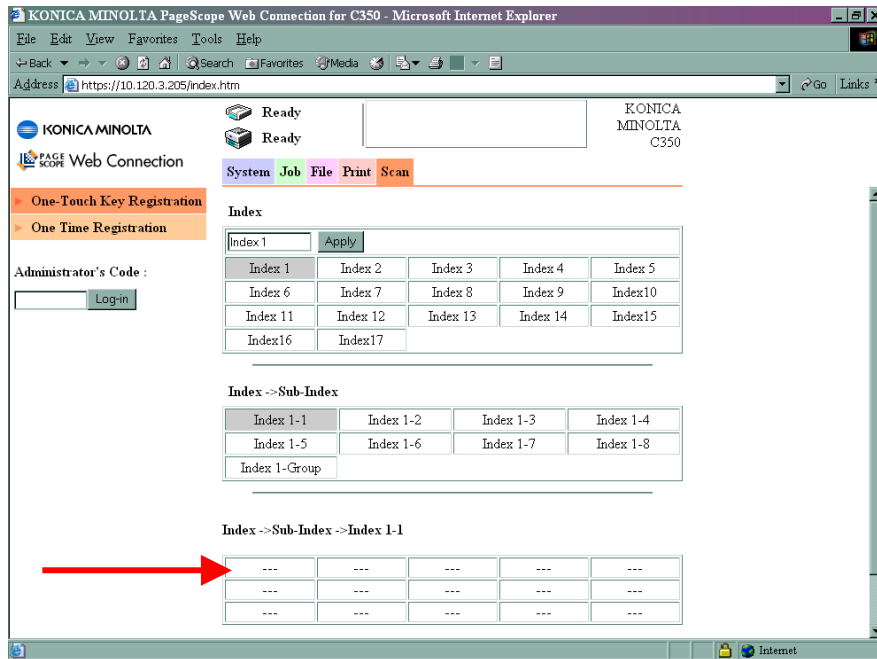 KONICA MINOLTA PageScope Web Connection for C350 - Microsoft Internet Explorer
File Edit View Favorites Tools Help
Back Search Favorites Media
Address https://10.120.3.205/index.htm Go Links
KONICA MINOLTA
PAGE SCOPE Web Connection
Ready
Ready
KONICA
MINOLTA
C350
System Job File Print Scan
One-Touch Key Registration
One Time Registration
Administrator's Code :
Log-in
Index
Index 1 Apply
Index 1 Index 2 Index 3 Index 4 Index 5
Index 6 Index 7 Index 8 Index 9 Index10
Index 11 Index 12 Index 13 Index 14 Index15
Index16 Index17
Index ->Sub-Index
Index 1-1 Index 1-2 Index 1-3 Index 1-4
Index 1-5 Index 1-6 Index 1-7 Index 1-8
Index 1-Group
Index ->Sub-Index ->Index 1-1
--- --- --- --- ---
--- --- --- --- ---
--- --- --- --- ---
Internet